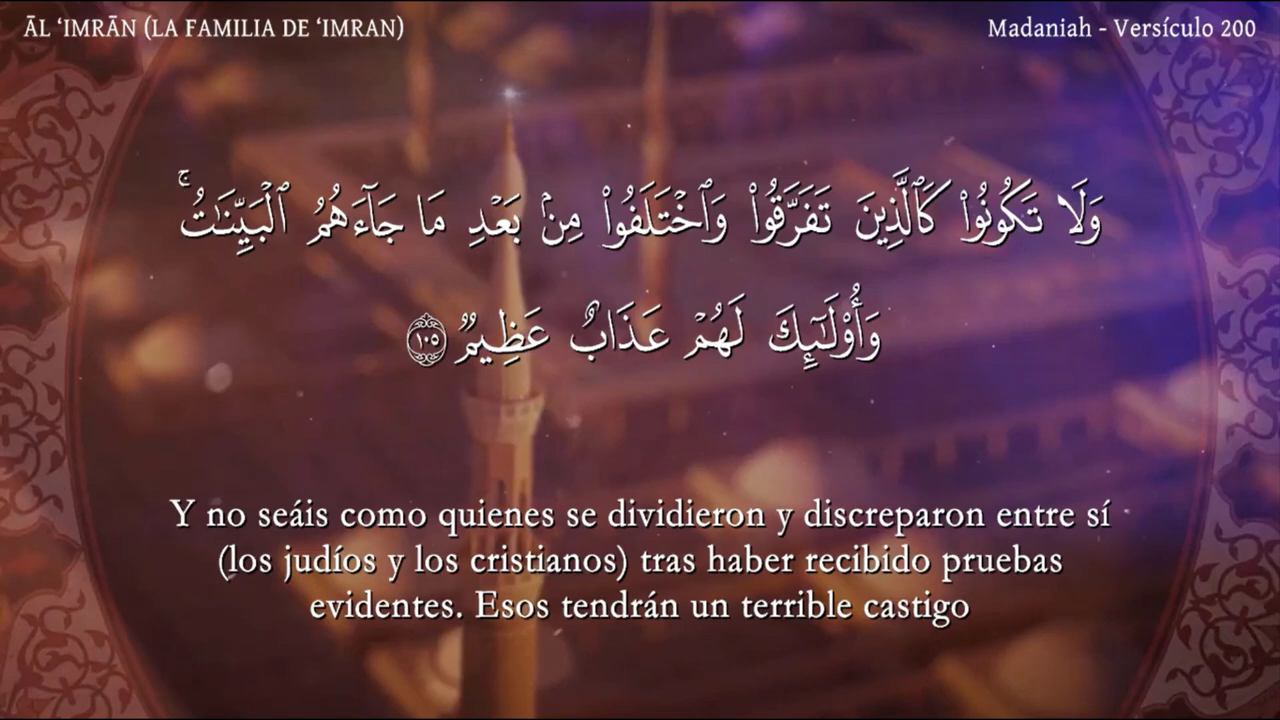 ĀL ‘IMRĀN (LA FAMILIA DE ‘IMRAN)
Madaniah - Versículo 200
وَلَا تَكُونُوا۟ كَٱلَّذِينَ تَفَرَّقُوا۟ وَٱخْتَلَفُوا۟ مِنۢ بَعْدِ مَا جَآءَهُمُ ٱلْبَيِّنَـٰتُ ۚ
وَأُو۟لَـٰٓئِكَ لَهُمْ عَذَابٌ عَظِيمٌ ١٠٥
Y no seáis como quienes se dividieron y discreparon entre sí
(los judíos y los cristianos) tras haber recibido pruebas
evidentes. Esos tendrán un terrible castigo